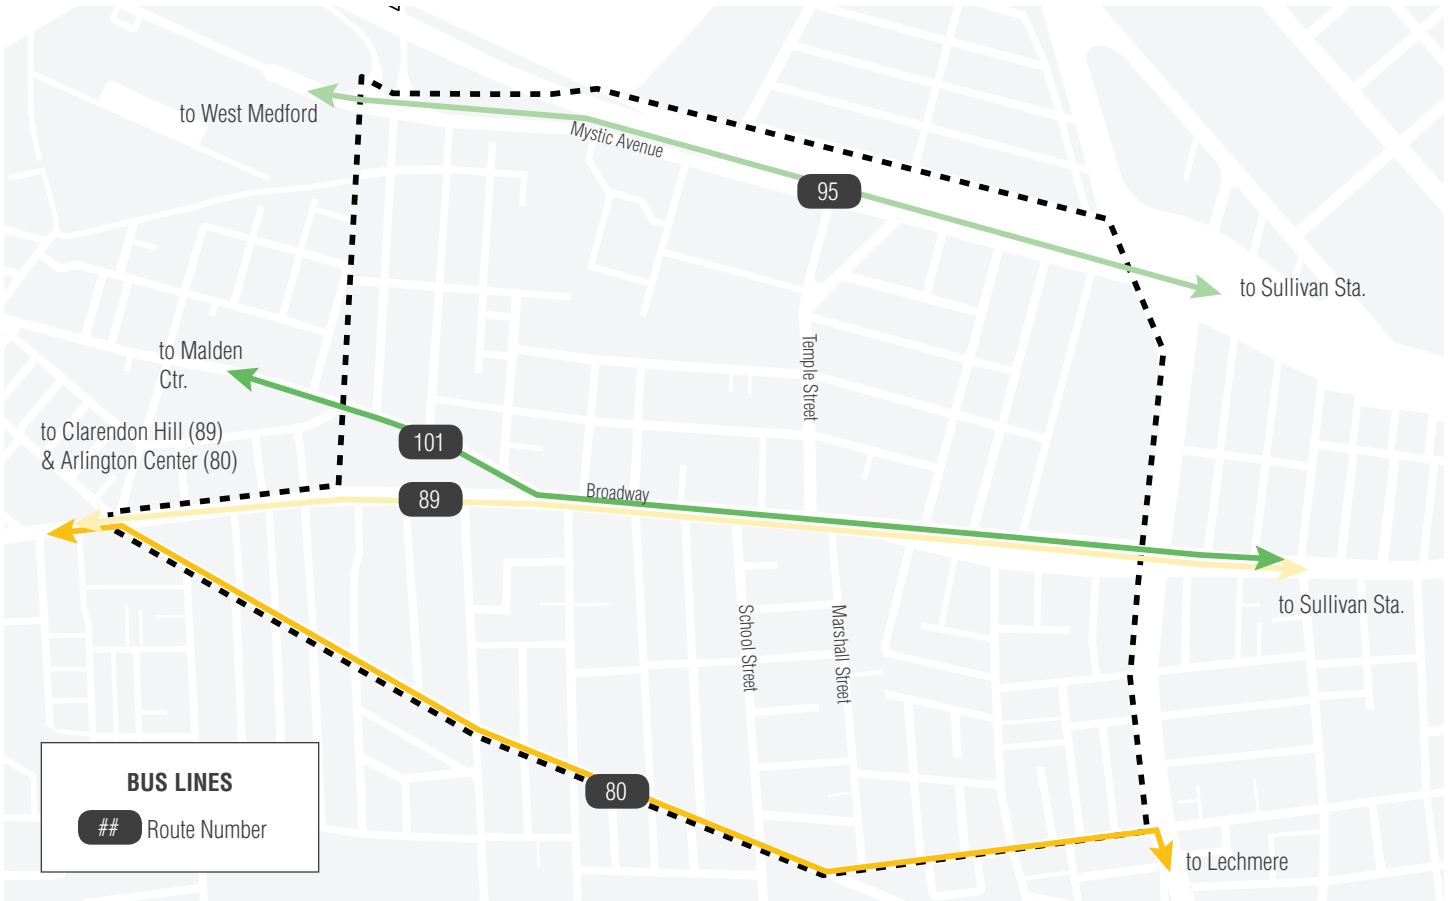 to West Medford
Mystic Avenue
95
to Sullivan Sta.
to Malden
Ctr.
Temple Street
to Clarendon Hill (89)
& Arlington Center (80)
101
89
Broadway
to Sullivan Sta.
School Street
Marshall Street
80
BUS LINES
## Route Number
to Lechmere